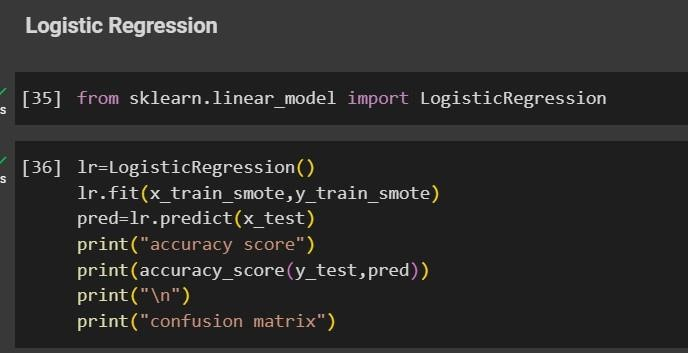 Logistic Regression
[35] from sklearn.linear_model import LogisticRegression
s
[36] lr=LogisticRegression()
s
lr.fit(x_train_smote,y_train_smote)
pred=lr.predict(x_test)
print("accuracy score")
print(accuracy_score(y_test,pred))
print("\n")
print("confusion matrix")